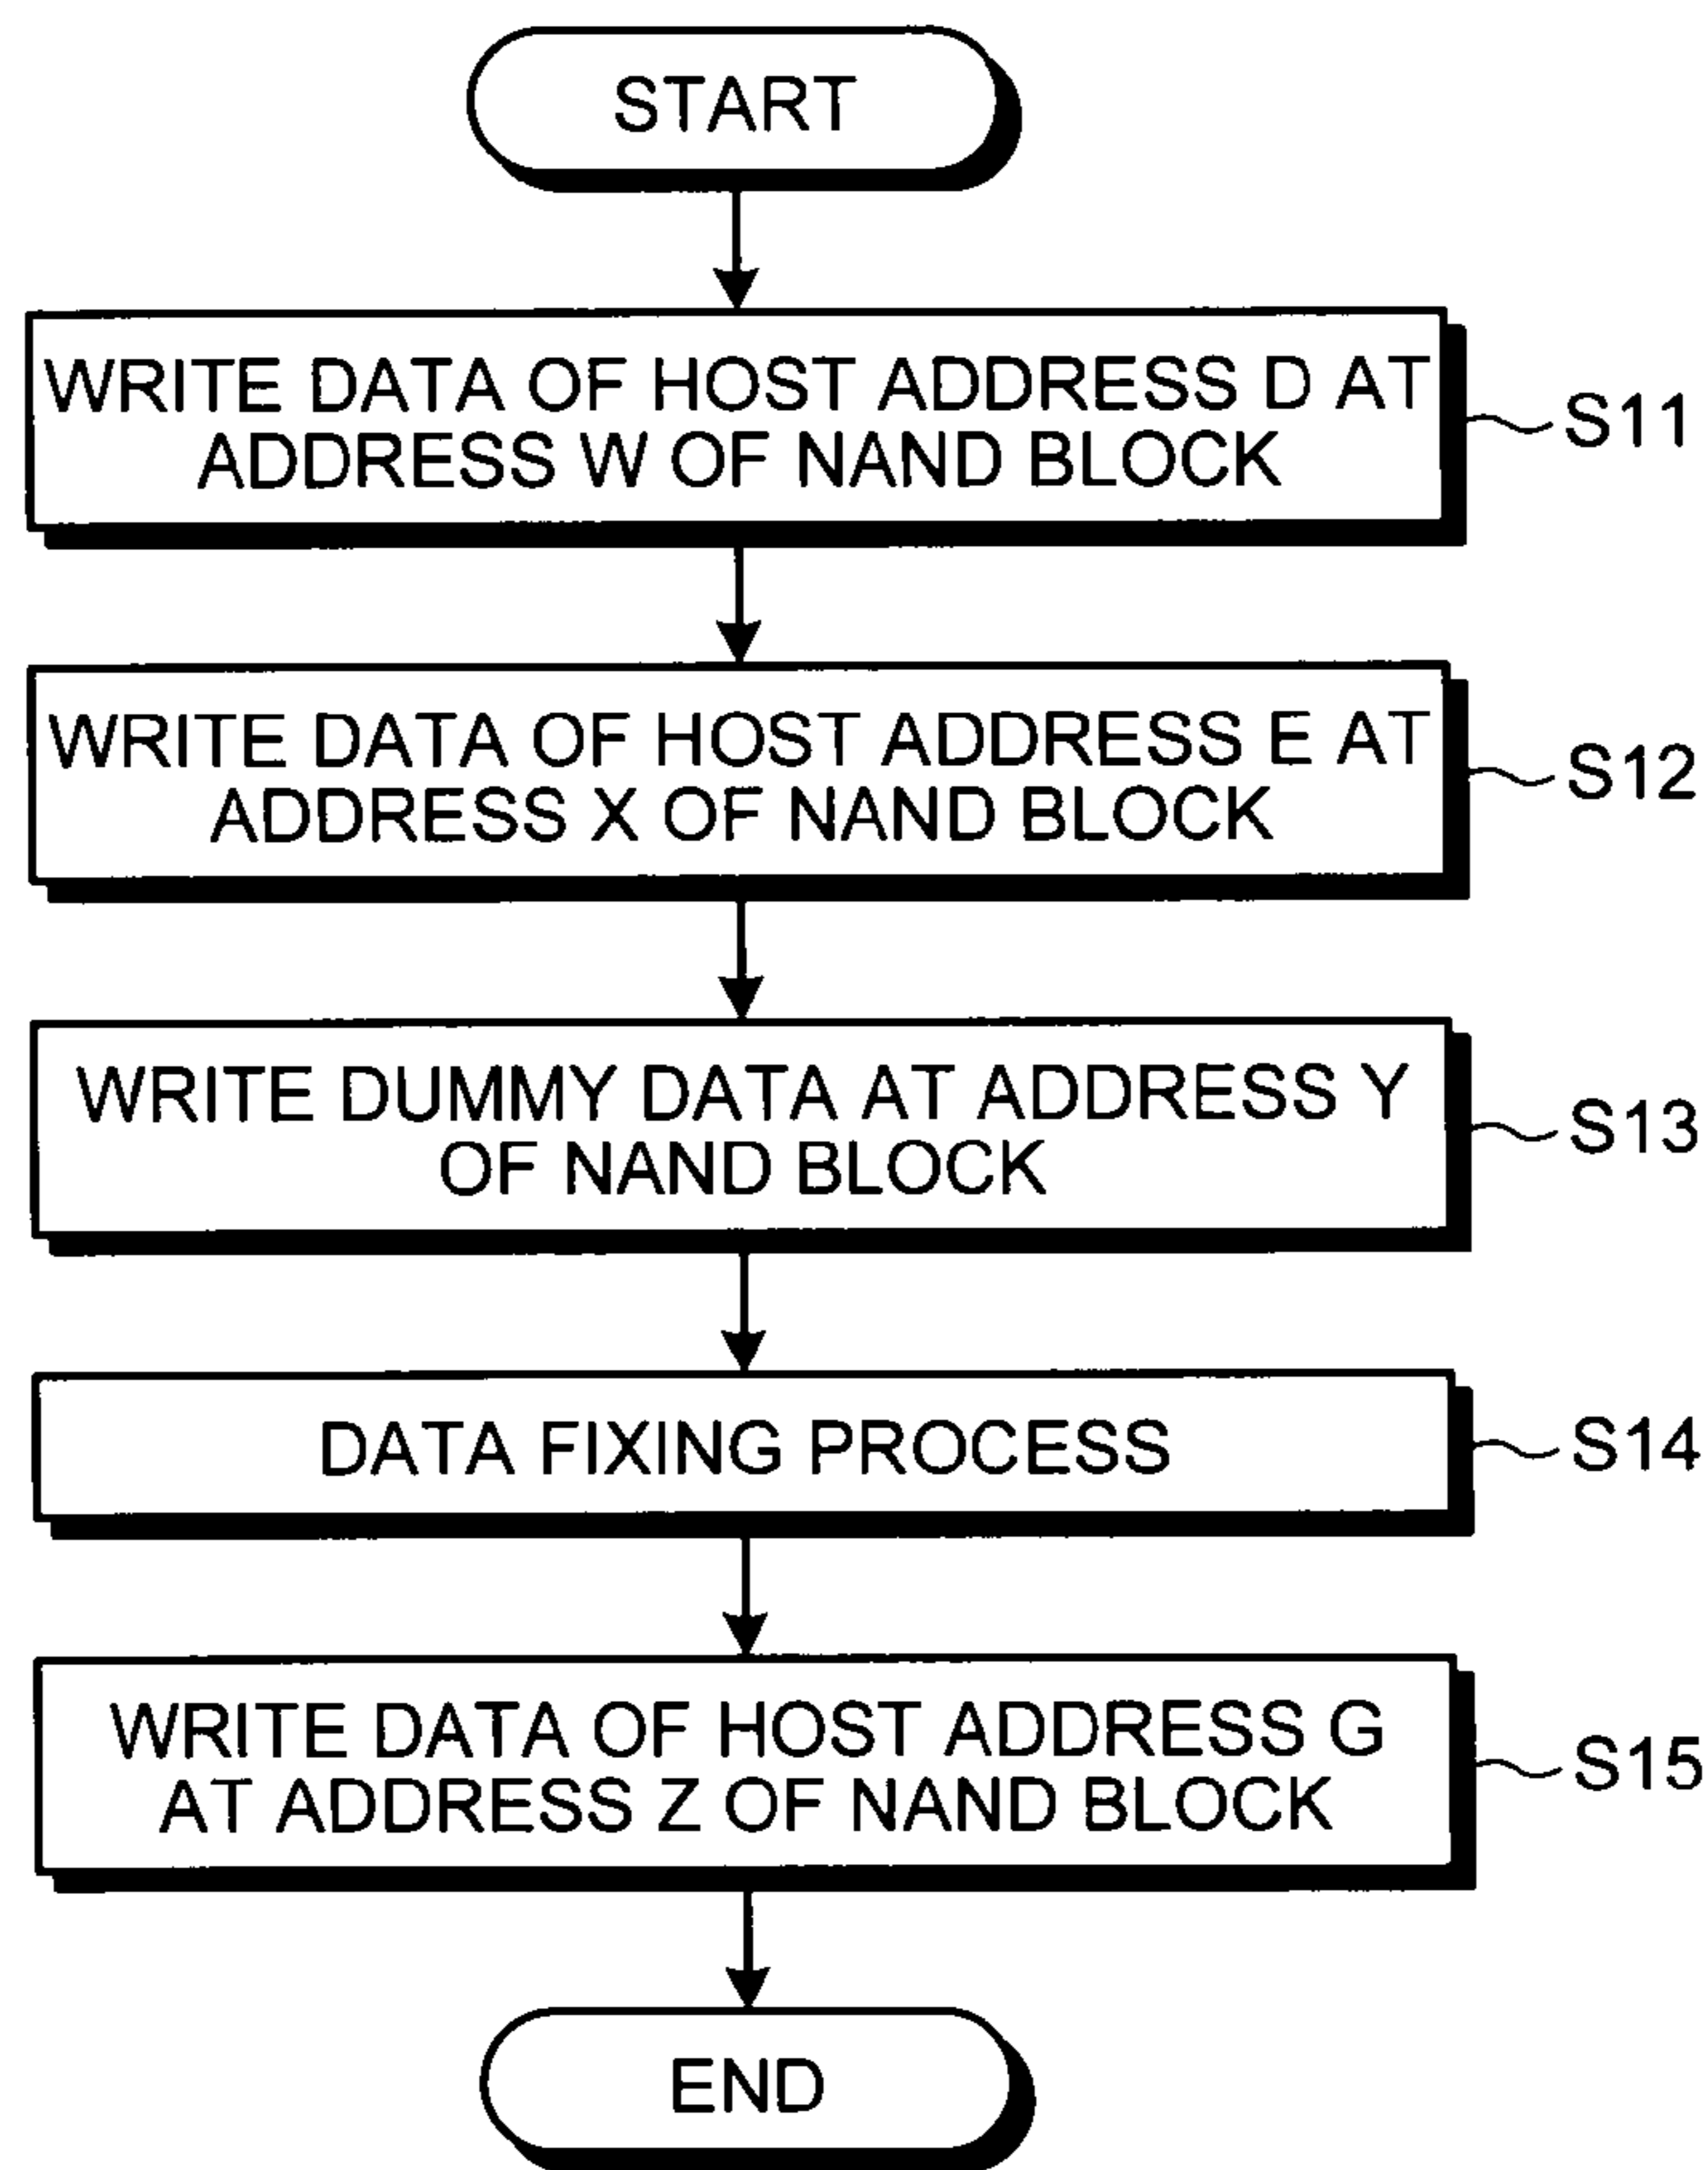 START
WRITE DATA OF HOST ADDRESS D AT
ADDRESS W OF NAND BLOCK
S11
WRITE DATA OF HOST ADDRESS E AT
ADDRESS X OF NAND BLOCK
S12
WRITE DUMMY DATA AT ADDRESS Y
OF NAND BLOCK
S13
DATA FIXING PROCESS
S14
WRITE DATA OF HOST ADDRESS G
AT ADDRESS Z OF NAND BLOCK
S15
END